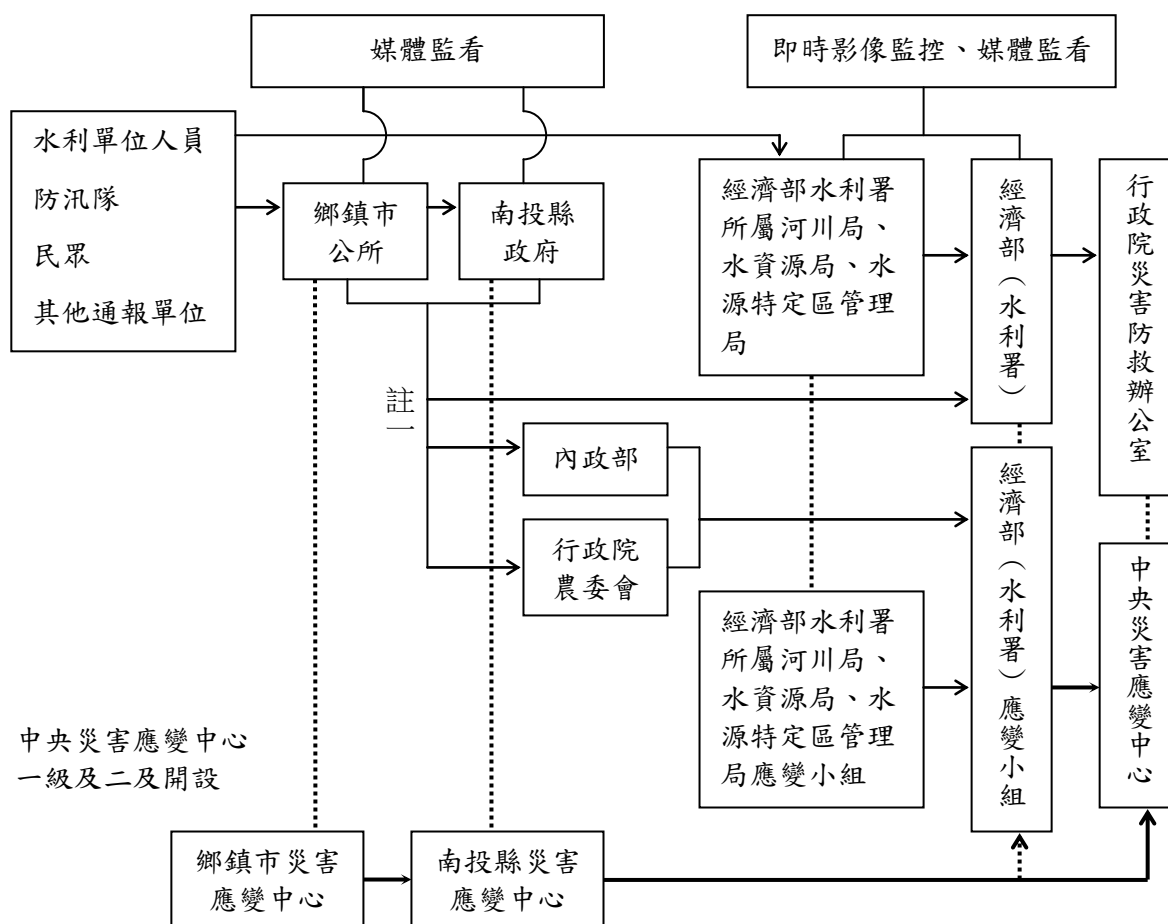 媒體監看
即時影像監控、媒體監看
水利單位人員
防汛隊
民眾
其他通報單位
鄉鎮市
公所
南投縣
政府
經濟部水利署
所屬河川局、
水資源局、水
源特定區管理
局
經濟部（水利署）
行政院災害防救辦公室
註一
內政部
行政院
農委會
經濟部水利署
所屬河川局、
水資源局、水
源特定區管理
局應變小組
經濟部（水利署）應變小組
中央災害應變中心
中央災害應變中心
一級及二及開設
鄉鎮市災害
應變中心
南投縣災害
應變中心